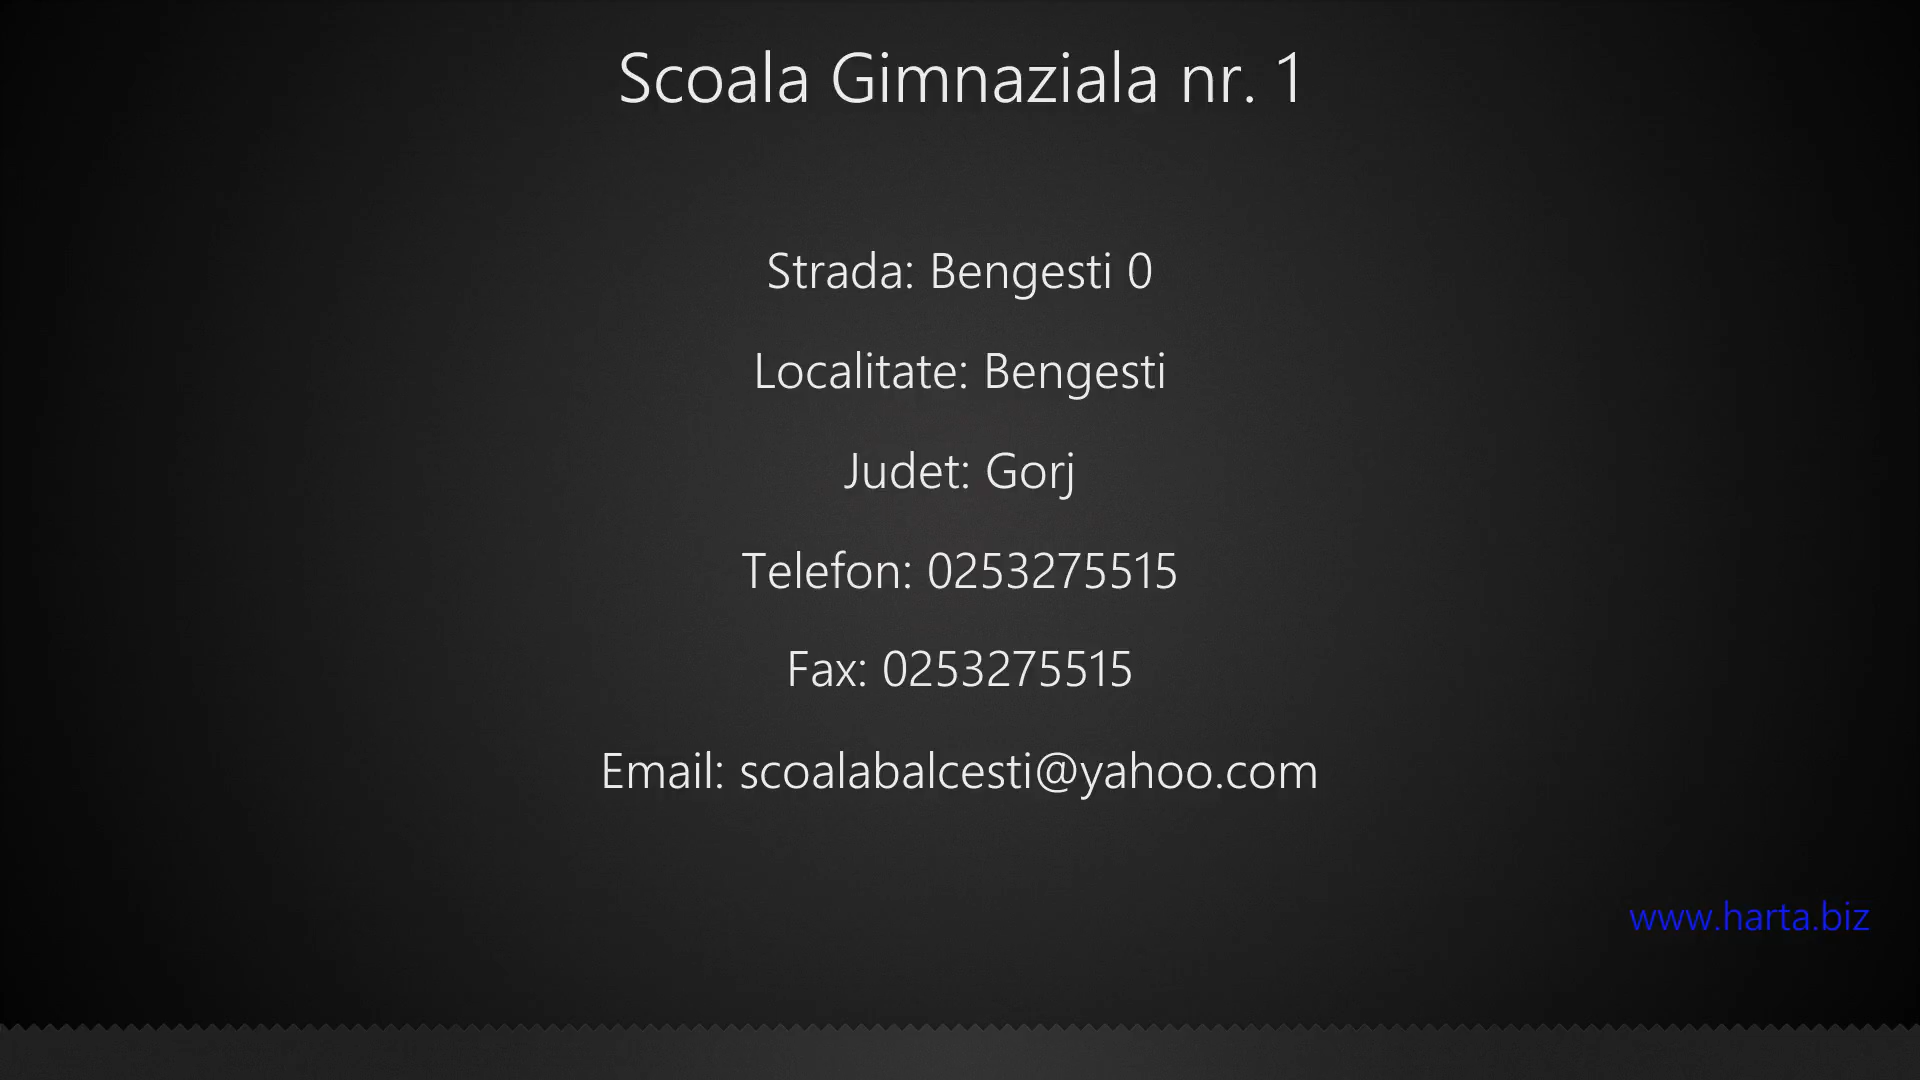 Scoala Gimnaziala nr. 1
Strada: Bengesti 0
Localitate: Bengesti
Judet: Gorj
Telefon: 0253275515
Fax: 0253275515
Email: scoalabalcesti@yahoo.com
www.harta.biz